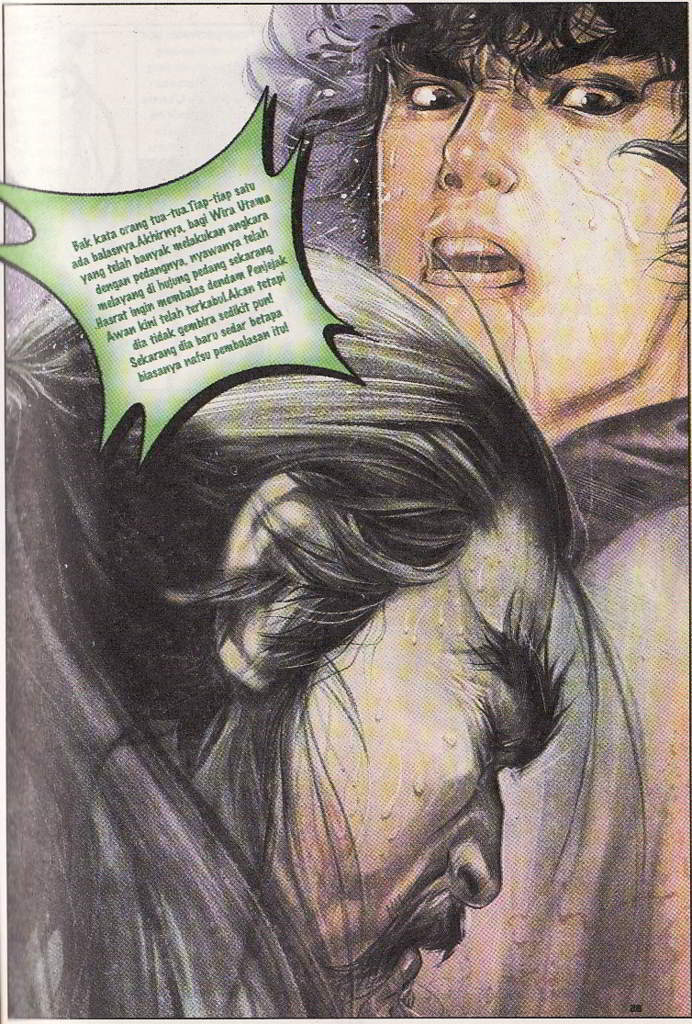 Bak kata orang tua-tua.Tiap-tiap satu
ada balasnya.Akhirnya, bagi Wira Utama
yang telah banyak melakukan angkara
dengan pedangnya, nyawanya telah
melayang di hujung pedang sekarang
.Hasrat ingin membalas dendam Penjejak
Awan kini telah terkabul.Akan tetapi
dia tidak gembira sedikit pun!
Sekarang dia baru sedar betapa
biasanya nafsu pembalasan itu!